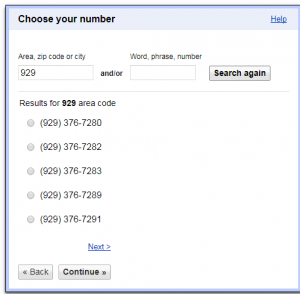 Choose your number Help
Area, zip code or city Word, phrase, number
929 and/or Search again
Results for 929 area code
(929) 376-7280
(929) 376-7282
(929) 376-7283
(929) 376-7289
(929) 376-7291
Next >
« Back Continue »